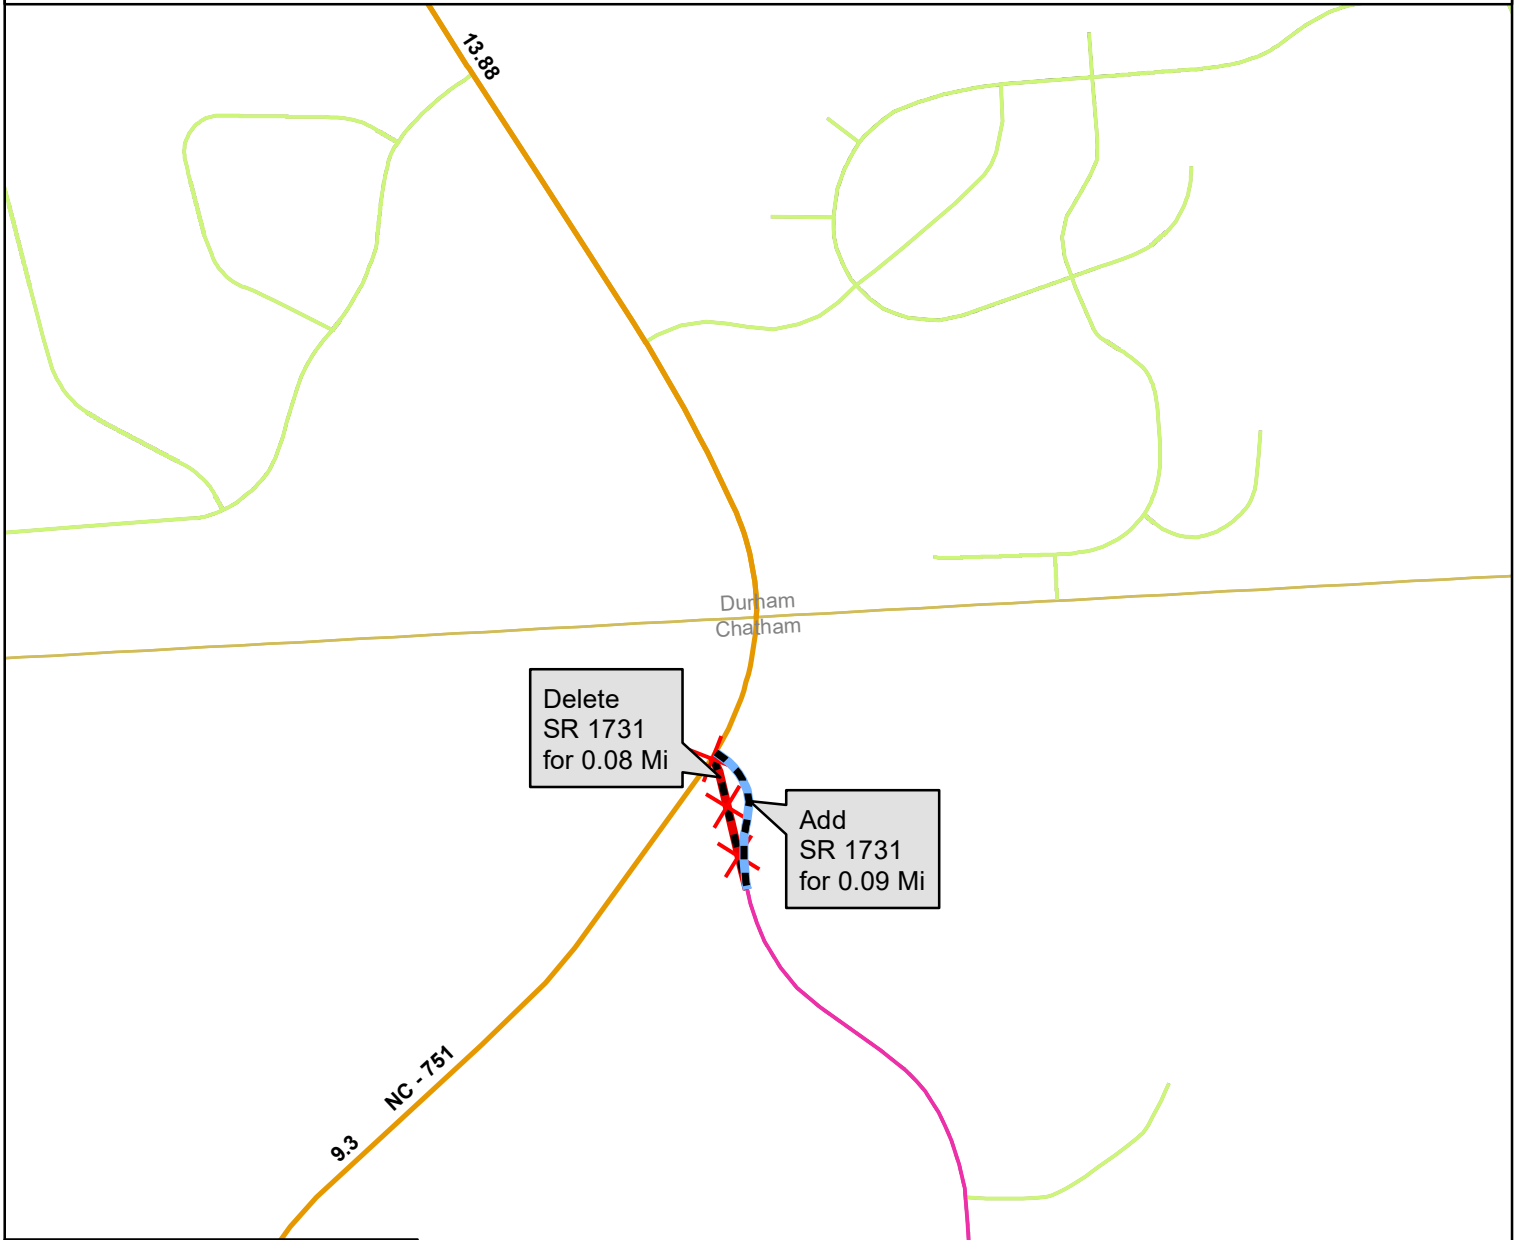 13.88
Durham
Chatham
Delete
SR 1731
for 0.08 Mi
Add
SR 1731
for 0.09 Mi
NC - 751
9.3